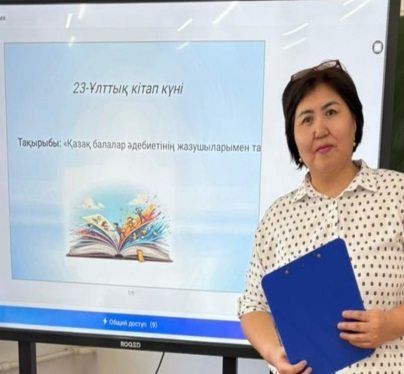 23-Ұлттық кітап күні
Тақырыбы: «Қазақ балалар әдебиетінің жазушыларымен та
Общий доступ (9)